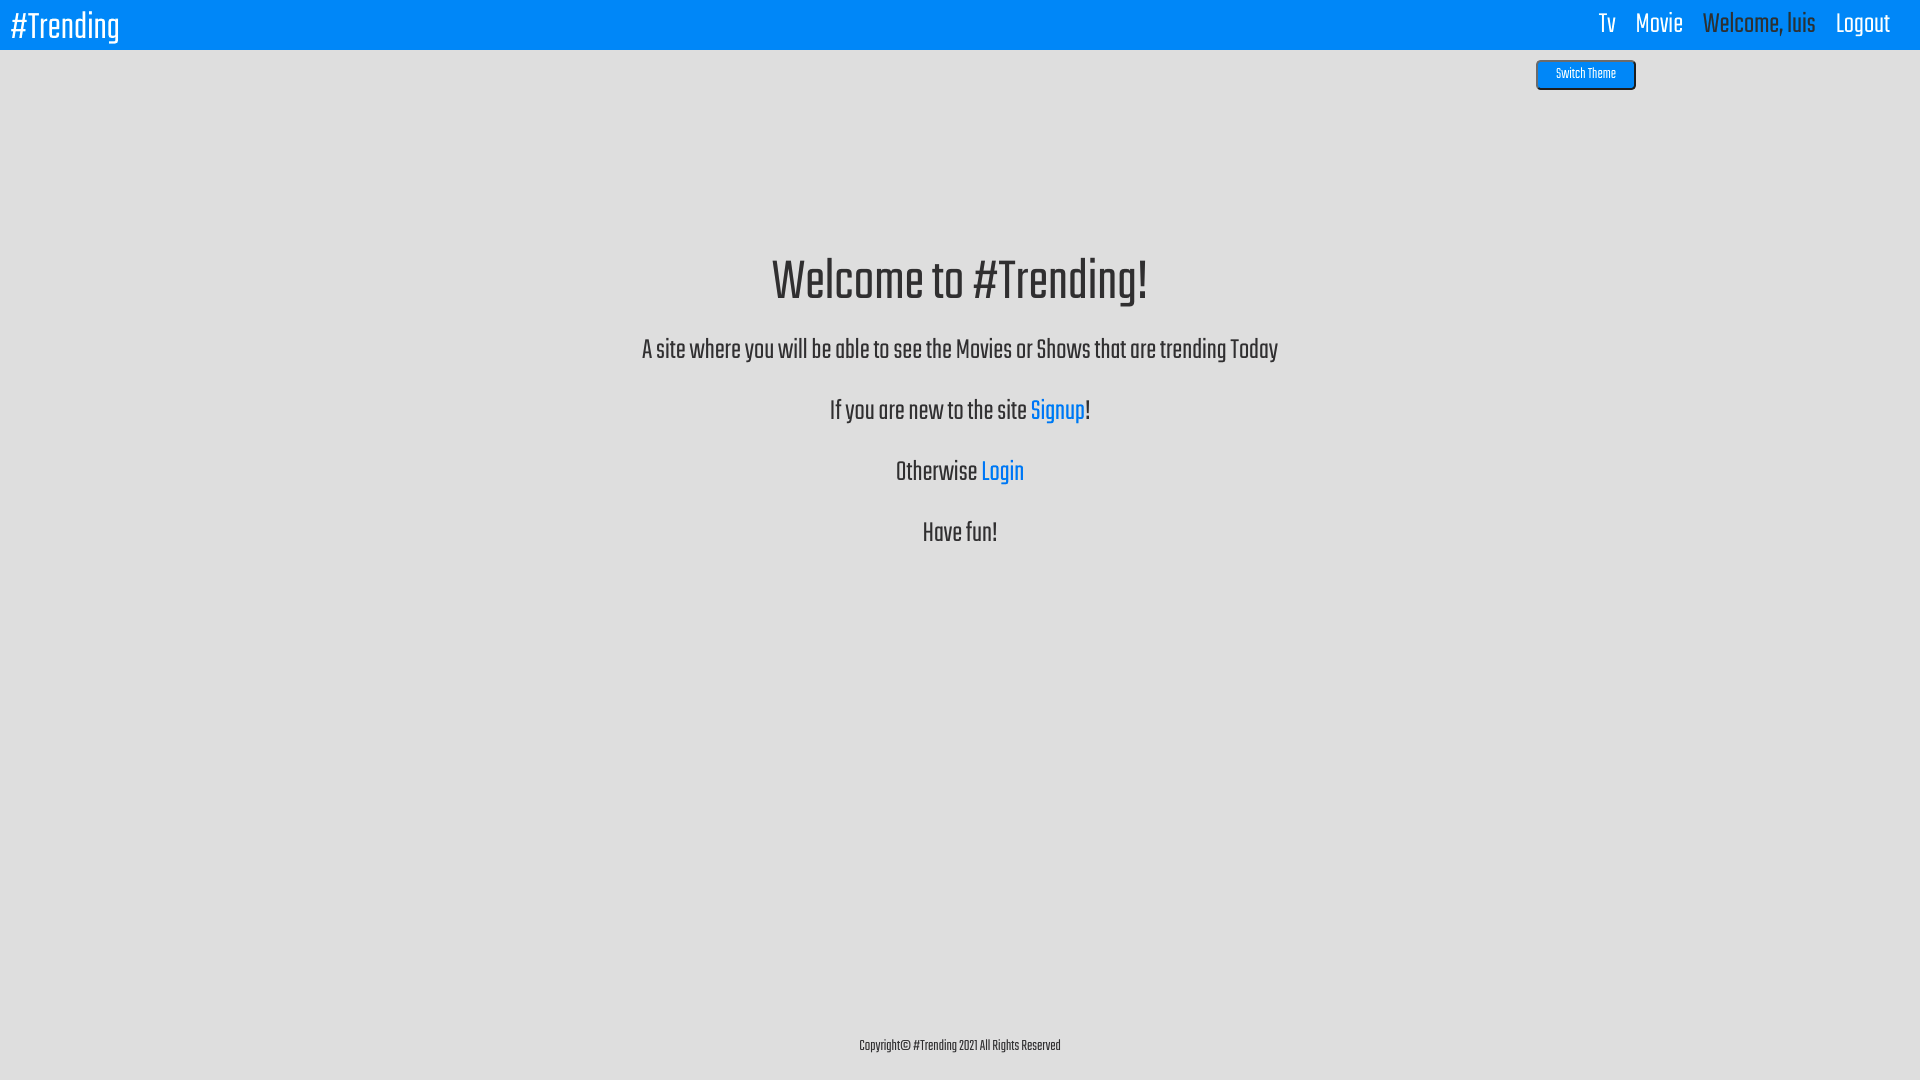 #Trending
Tv Movie Welcome, luis Logout
Switch Theme
Welcome to #Trending!
A site where you will be able to see the Movies or Shows that are trending Today
If you are new to the site Signup!
Otherwise Login
Have fun!
Copyright© #Trending 2021 All Rights Reserved